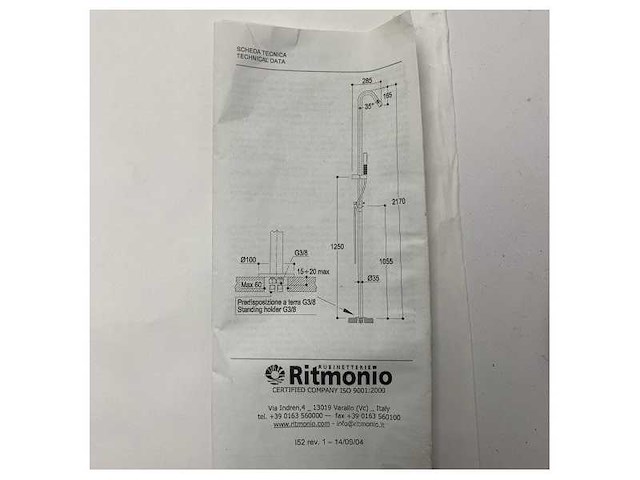 SCHEDA TECNICA
TECHNICAL DATA
285
165
35°
2170
1250
1055
Ø35
G3/8
Ø100
15÷20 max
Max 60
Predisposizione a terra G3/8
Standing holder G3/8
RUBINETTERIE
Ritmonio
CERTIFIED COMPANY ISO 9001:2000
Via Indren,4 _ 13019 Varallo (Vc) _ Italy
tel. +39 0163 560000 — fax +39 0163 560100
www.ritmonio.com - info@ritmonio.it
I52 rev. 1 – 14/09/04